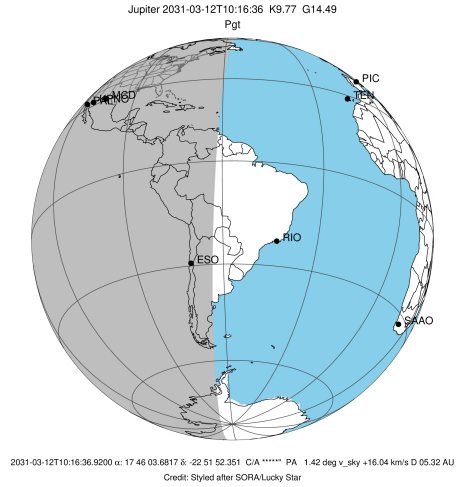 Jupiter 2031-03-12T10:16:36 K9.77 G14.49
Pgt
PIC
TEN
MCD
RIO
ESO
SAAO
2031-03-12T10:16:36.9200 α: 17 46 03.6817 δ: -22 51 52.351 C/A *****" PA 1.42 deg v_sky +16.04 km/s D 05.32 AU
Credit: Styled after SORA/Lucky Star